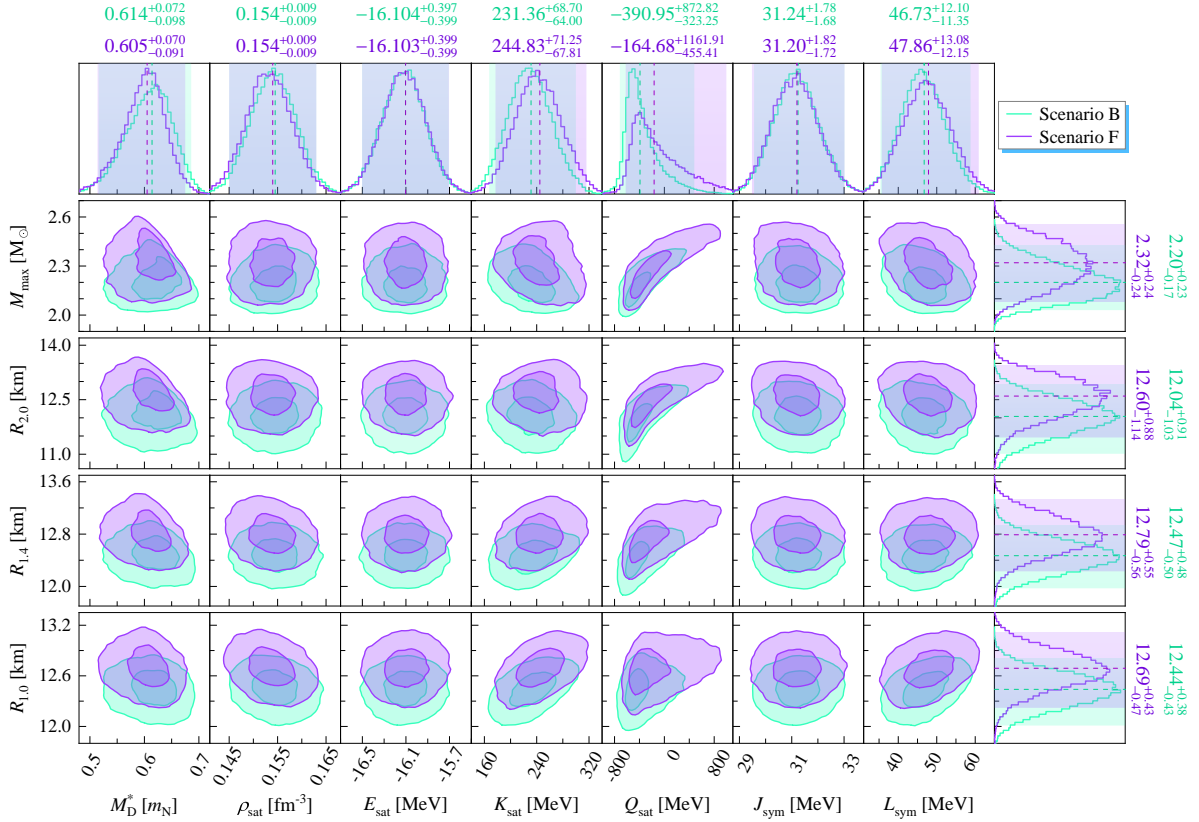 0.614+0.072−0.098 0.154+0.009−0.009 −16.104+0.397−0.399 231.36+68.70−64.00 −390.95+872.82−323.25 31.24+1.78−1.68 46.73+12.10−11.35
0.605+0.070−0.091 0.154+0.009−0.009 −16.103+0.399−0.399 244.83+71.25−67.81 −164.68+1161.91−455.41 31.20+1.82−1.72 47.86+13.08−12.15
Scenario B
Scenario F
Mmax [M⊙]
2.6
2.3
2.0
2.32+0.24−0.24
2.20+0.23−0.17
R2.0 [km]
14.0
12.5
11.0
12.60+0.88−1.14
12.04+0.91−1.03
R1.4 [km]
13.6
12.8
12.0
12.79+0.55−0.56
12.47+0.48−0.50
R1.0 [km]
13.2
12.6
12.0
12.69+0.43−0.47
12.44+0.38−0.43
0.5 0.6 0.7 0.145 0.155 0.165 -16.5 -16.1 -15.7 160 240 320 -800 0 800 29 31 33 40 50 60
M*D [mN] ρsat [fm-3] Esat [MeV] Ksat [MeV] Qsat [MeV] Jsym [MeV] Lsym [MeV]